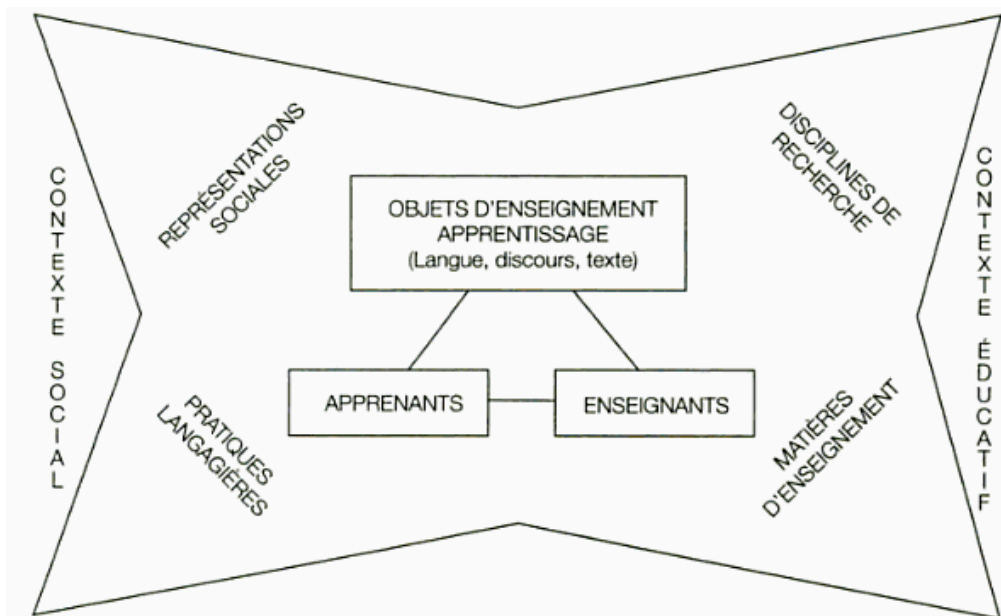 REPRÉSENTATIONS
SOCIALES
DISCIPLINES DE
RECHERCHE
CONTEXTE SOCIAL
OBJETS D'ENSEIGNEMENT
APPRENTISSAGE
(Langue, discours, texte)
CONTEXTE ÉDUCATIF
APPRENANTS
ENSEIGNANTS
PRATIQUES
LANGAGIÈRES
MATIÈRES
D'ENSEIGNEMENT